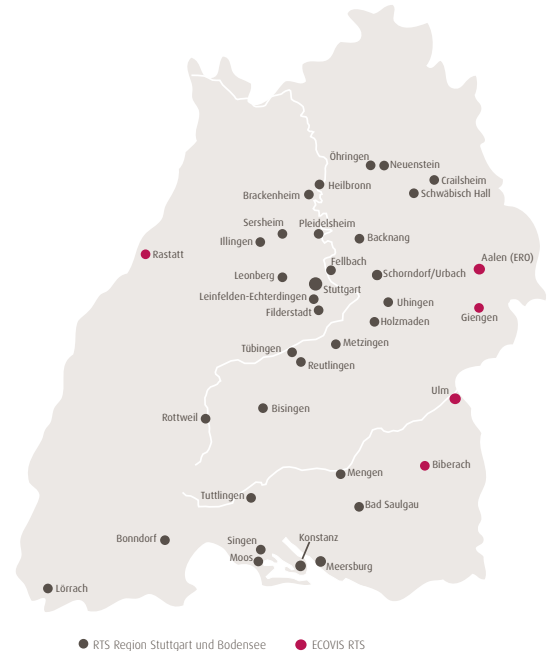 Öhringen
Neuenstein
Crailsheim
Heilbronn
Schwäbisch Hall
Brackenheim
Sersheim
Pleidelsheim
Illingen
Backnang
Rastatt
Aalen (ERO)
Fellbach
Leonberg
Schorndorf/Urbach
Stuttgart
Leinfelden-Echterdingen
Uhingen
Filderstadt
Giengen
Holzmaden
Metzingen
Tübingen
Reutlingen
Ulm
Bisingen
Rottweil
Biberach
Mengen
Tuttlingen
Bad Saulgau
Bonndorf
Singen
Konstanz
Moos
Meersburg
Lörrach
RTS Region Stuttgart und Bodensee
ECOVIS RTS